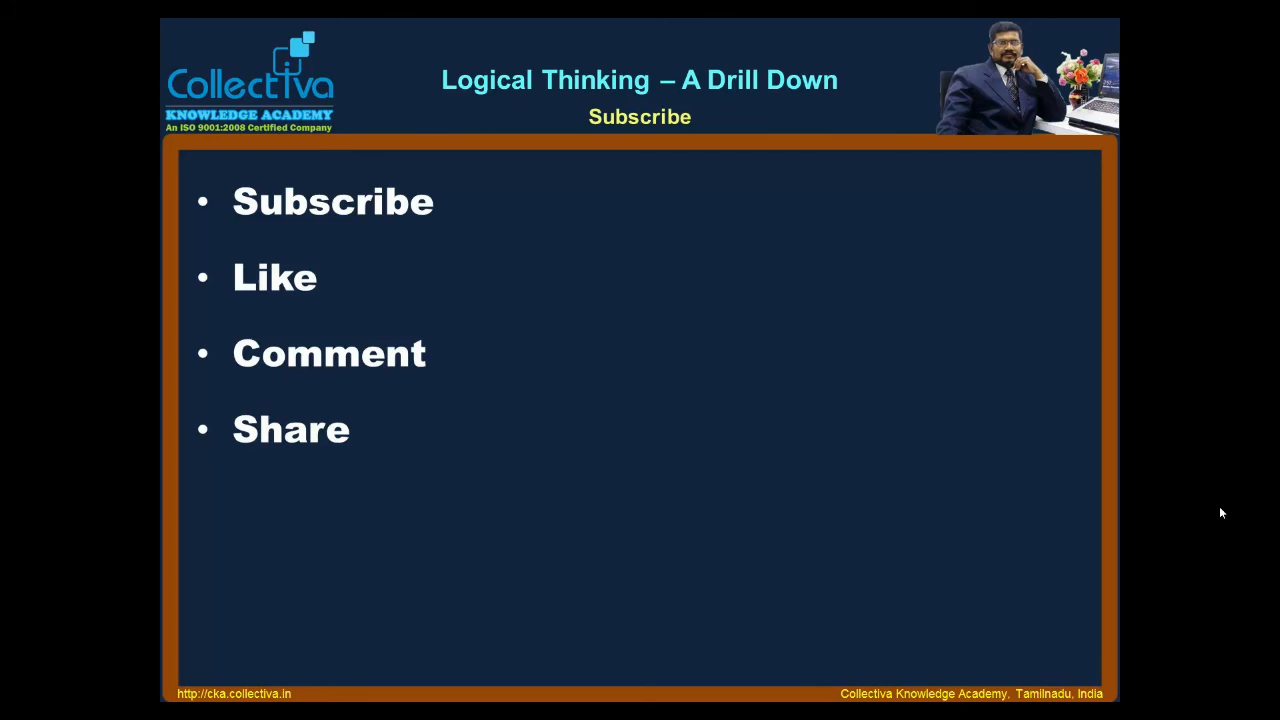 Collectiva
KNOWLEDGE ACADEMY
An ISO 9001:2008 Certified Company
Logical Thinking – A Drill Down
Subscribe
• Subscribe
• Like
• Comment
• Share
http://cka.collectiva.in
Collectiva Knowledge Academy, Tamilnadu, India